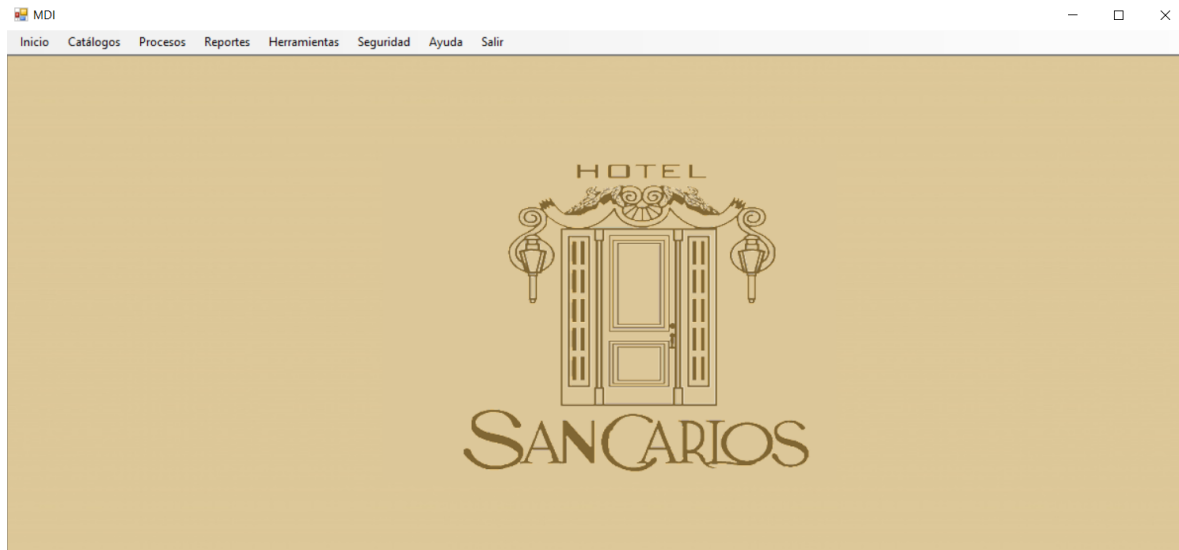 MDI
Inicio Catálogos Procesos Reportes Herramientas Seguridad Ayuda Salir
HOTEL
SANCARLOS